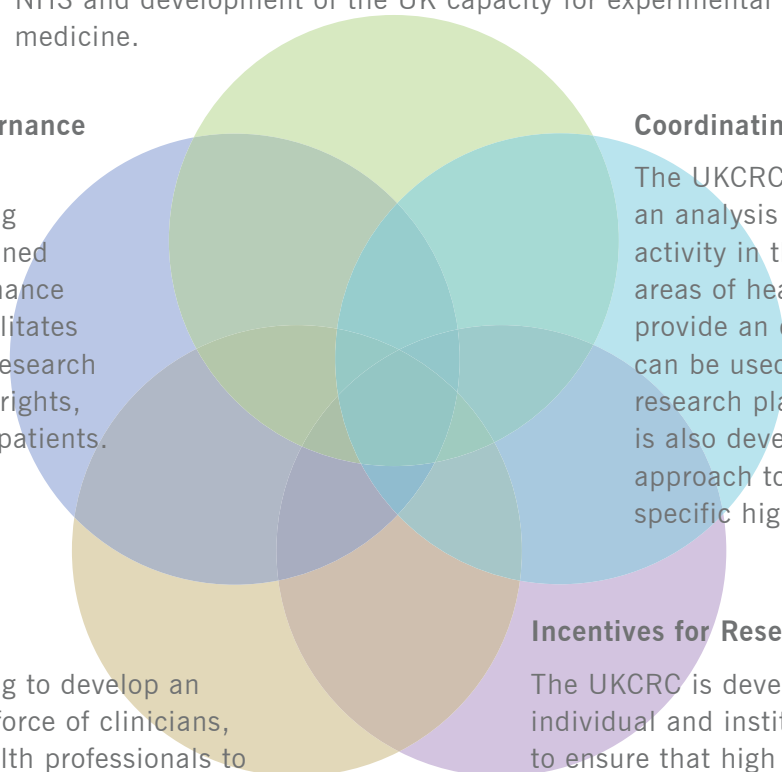 NHS and development of the UK capacity for experimental
medicine.
rnance
g
ned
nance
litates
esearch
rights,
patients.
Coordinatin
The UKCRC
an analysis
activity in t
areas of hea
provide an
can be used
research pla
is also deve
approach to
specific hig
g to develop an
force of clinicians,
lth professionals to
Incentives for Rese
The UKCRC is deve
individual and instit
to ensure that high